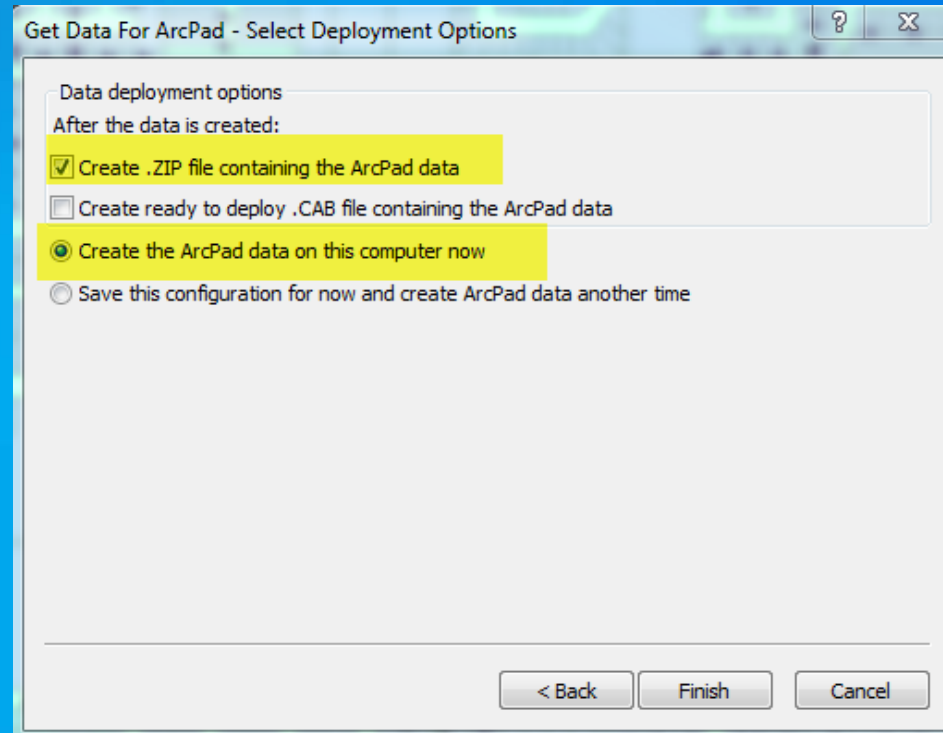 Get Data For ArcPad - Select Deployment Options
Data deployment options
After the data is created:
Create .ZIP file containing the ArcPad data
Create ready to deploy .CAB file containing the ArcPad data
Create the ArcPad data on this computer now
Save this configuration for now and create ArcPad data another time
< Back Finish Cancel